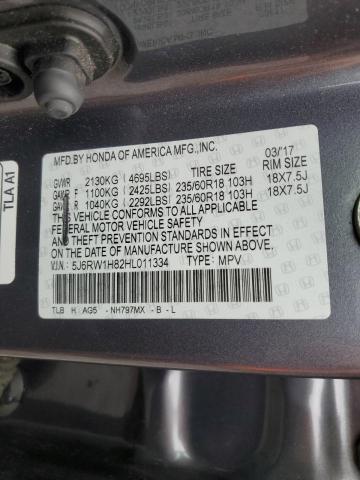 MFD.BY HONDA OF AMERICA MFG.,INC. 03/'17
GVWR 2130KG (4695LBS) TIRE SIZE RIM SIZE
GAWR F 1100KG (2425LBS) 235/60R18 103H 18X7.5J
GAWR R 1040KG (2292LBS) 235/60R18 103H 18X7.5J
THIS VEHICLE CONFORMS TO ALL APPLICABLE
FEDERAL MOTOR VEHICLE SAFETY
& THEFT PREVENTION STANDARDS IN EFFECT ON
THE DATE OF MANUFACTURE SHOWN ABOVE.
5J6RW1H82HL011334 TYPE: MPV
TLB H: AG5 - NH797MX - B - L
TLA A1